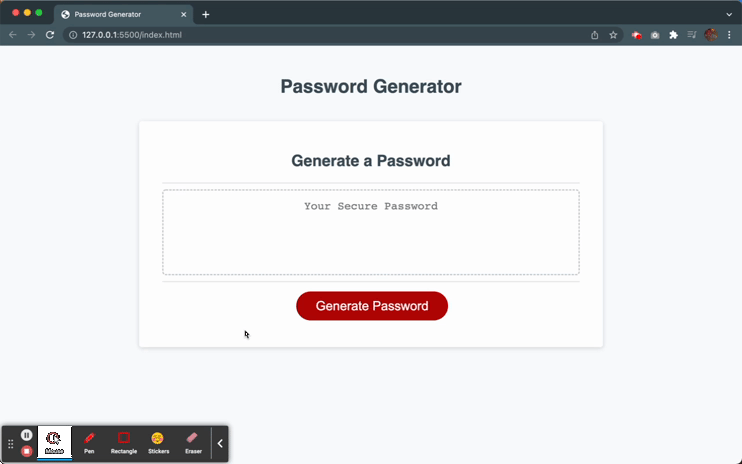 Password Generator
127.0.0.1:5500/index.html
Password Generator
Generate a Password
Your Secure Password
Generate Password
Mouse
Pen
Rectangle
Stickers
Eraser